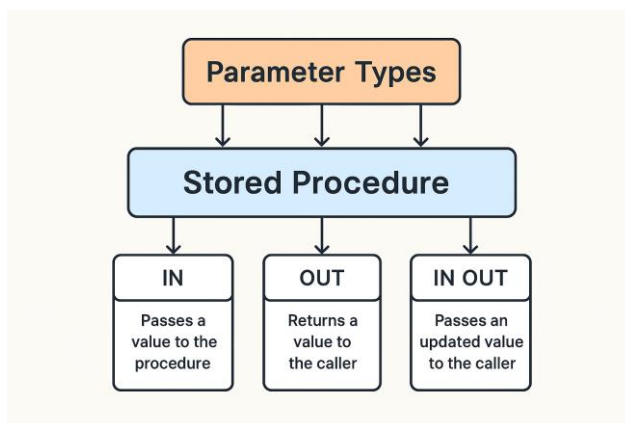 Parameter Types
Stored Procedure
IN
Passes a
value to the
procedure
OUT
Returns a
value to
the caller
IN OUT
Passes an
updated value
to the caller